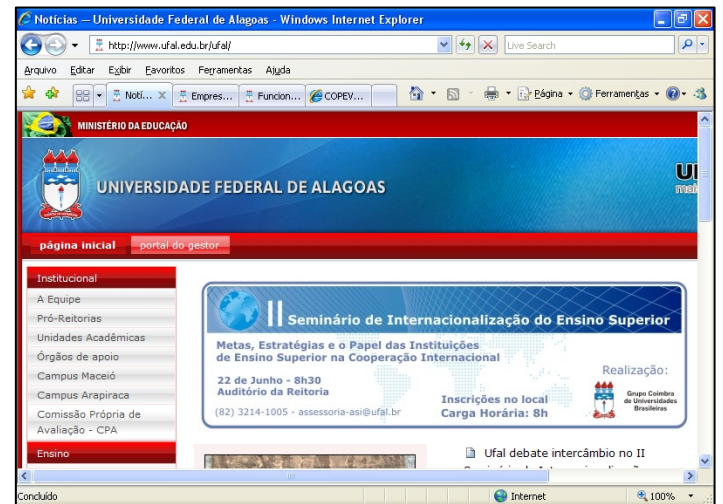 Notícias — Universidade Federal de Alagoas - Windows Internet Explorer
http://www.ufal.edu.br/ufal/
Live Search
Arquivo Editar Exibir Favoritos Ferramentas Ajuda
Notí... Empres... Funcion... COPEV... Página Ferramentas
MINISTÉRIO DA EDUCAÇÃO
UNIVERSIDADE FEDERAL DE ALAGOAS
página inicial portal do gestor
Institucional
A Equipe
Pró-Reitorias
Unidades Acadêmicas
Órgãos de apoio
Campus Maceió
Campus Arapiraca
Comissão Própria de
Avaliação - CPA
Ensino
II Seminário de Internacionalização do Ensino Superior
Metas, Estratégias e o Papel das Instituições
de Ensino Superior na Cooperação Internacional
22 de Junho - 8h30
Auditório da Reitoria
(82) 3214-1005 - assessoria-asi@ufal.br
Inscrições no local
Carga Horária: 8h
Realização:
Grupo Coimbra
de Universidades
Brasileiras
Ufal debate intercâmbio no II
Concluído
Internet
100%